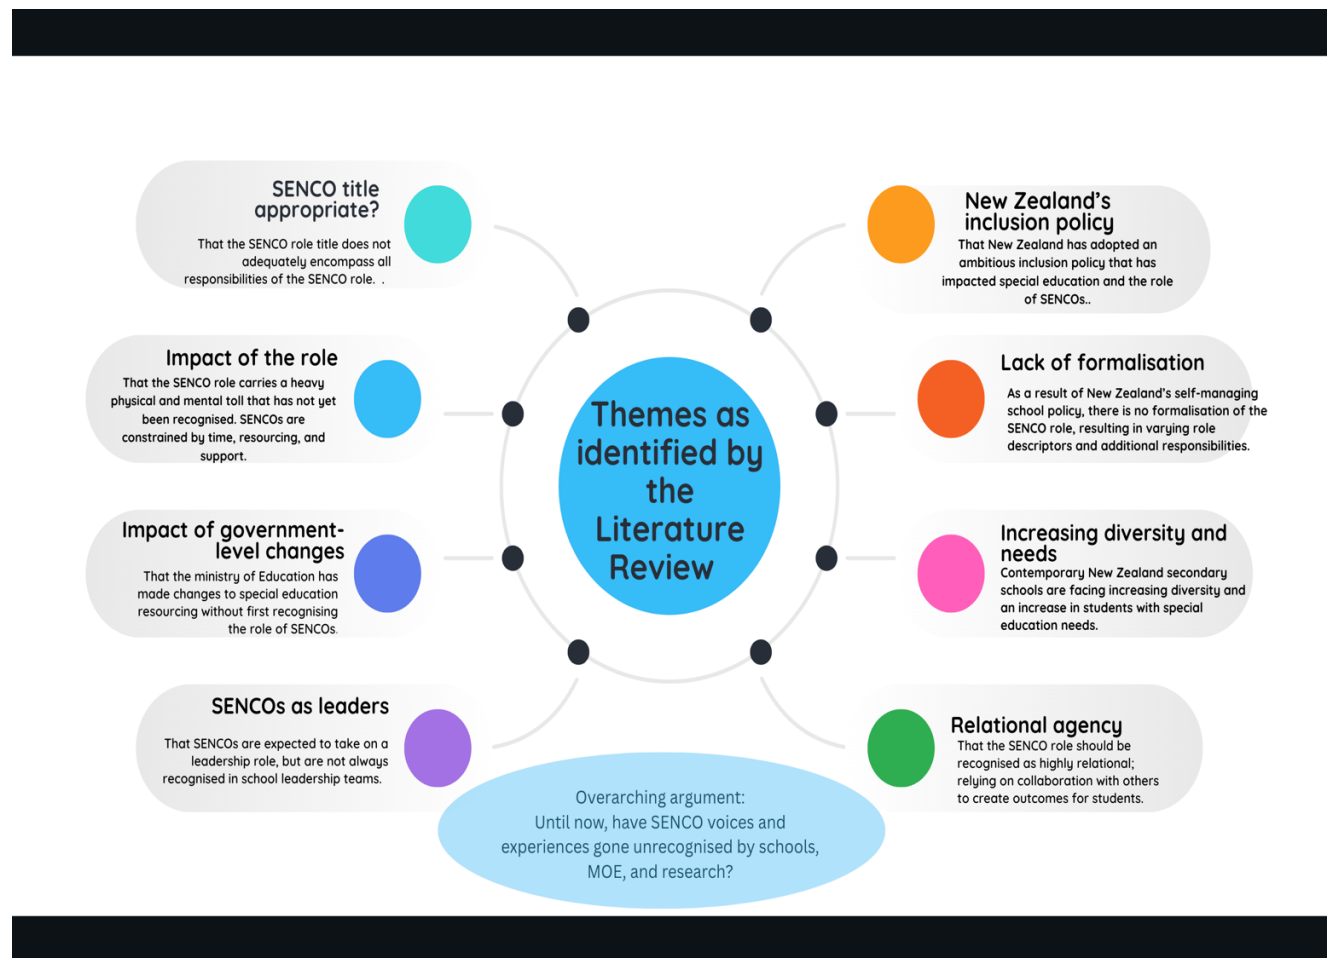 SENCO title
appropriate?
That the SENCO role title does not
adequately encompass all
responsibilities of the SENCO role. .
Impact of the role
That the SENCO role carries a heavy
physical and mental toll that has not yet
been recognised. SENCOs are
constrained by time, resourcing, and
support.
Impact of government-
level changes
That the ministry of Education has
made changes to special education
resourcing without first recognising
the role of SENCOs.
SENCOs as leaders
That SENCOs are expected to take on a
leadership role, but are not always
recognised in school leadership teams.
Themes as
identified by
the
Literature
Review
New Zealand's
inclusion policy
That New Zealand has adopted an
ambitious inclusion policy that has
impacted special education and the role
of SENCOs..
Lack of formalisation
As a result of New Zealand's self-managing
school policy, there is no formalisation of the
SENCO role, resulting in varying role
descriptors and additional responsibilities.
Increasing diversity and
needs
Contemporary New Zealand secondary
schools are facing increasing diversity and
an increase in students with special
education needs.
Relational agency
That the SENCO role should be
recognised as highly relational;
relying on collaboration with others
to create outcomes for students.
Overarching argument:
Until now, have SENCO voices and
experiences gone unrecognised by schools,
MOE, and research?